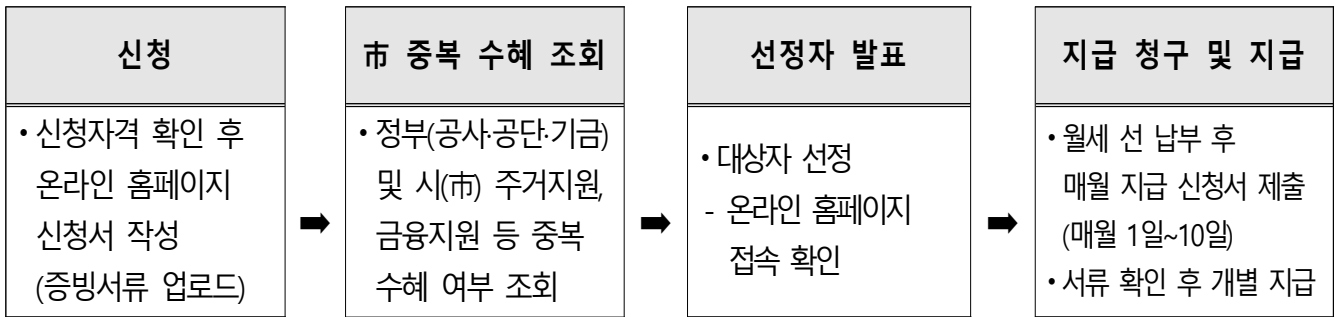 신청
• 신청자격 확인 후
온라인 홈페이지
신청서 작성
(증빙서류 업로드)
➡
市 중복 수혜 조회
• 정부(공사·공단·기금)
및 시(市) 주거지원,
금융지원 등 중복
수혜 여부 조회
➡
선정자 발표
• 대상자 선정
- 온라인 홈페이지
접속 확인
➡
지급 청구 및 지급
• 월세 선 납부 후
매월 지급 신청서 제출
(매월 1일~10일)
• 서류 확인 후 개별 지급